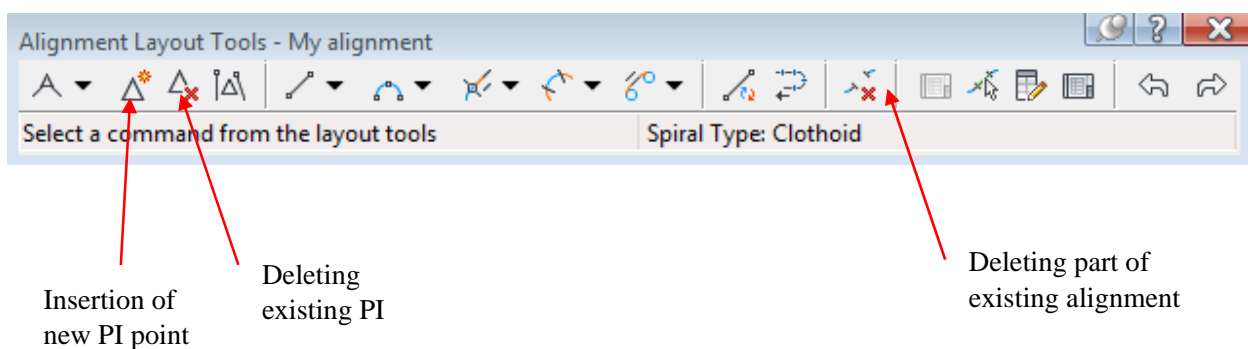 Alignment Layout Tools - My alignment
Select a command from the layout tools
Spiral Type: Clothoid
Insertion of
new PI point
Deleting
existing PI
Deleting part of
existing alignment